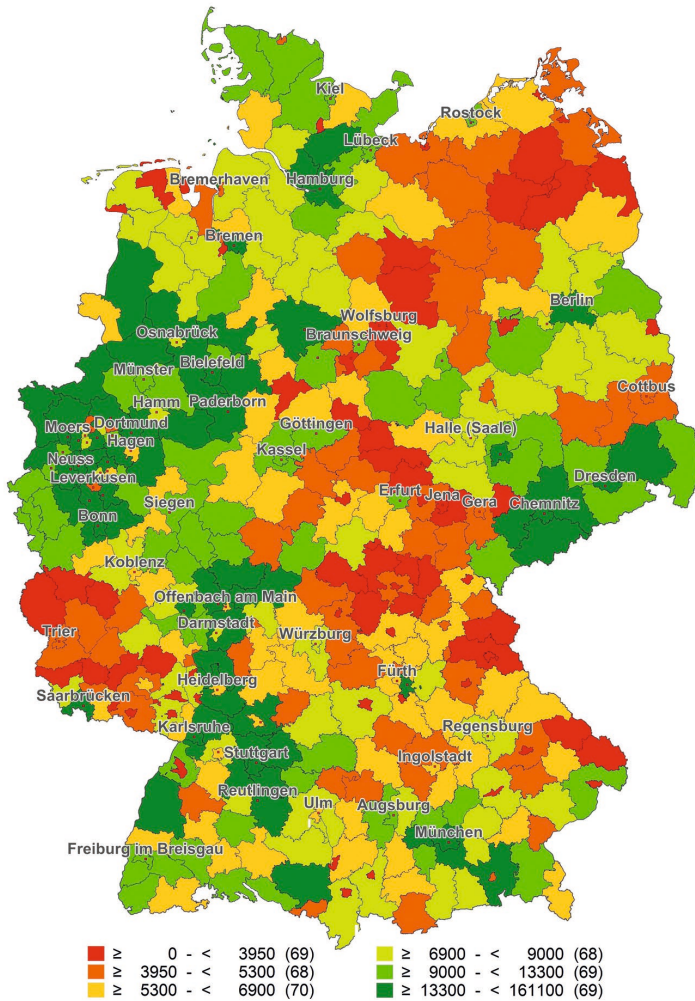 Kiel
Rostock
Lübeck
Bremerhaven
Hamburg
Bremen
Wolfsburg
Berlin
Osnabrück
Braunschweig
Bielefeld
Münster
Cottbus
Hamm
Paderborn
Moers
Dortmund
Göttingen
Halle (Saale)
Hagen
Neuss
Kassel
Leverkusen
Dresden
Siegen
Erfurt
Jena
Gera
Chemnitz
Bonn
Koblenz
Offenbach am Main
Trier
Darmstadt
Würzburg
Fürth
Heidelberg
Saarbrücken
Karlsruhe
Regensburg
Stuttgart
Ingolstadt
Reutlingen
Ulm
Augsburg
München
Freiburg im Breisgau
≥ 0 - < 3950 (69)
≥ 3950 - < 5300 (68)
≥ 5300 - < 6900 (70)
≥ 6900 - < 9000 (68)
≥ 9000 - < 13300 (69)
≥ 13300 - < 161100 (69)